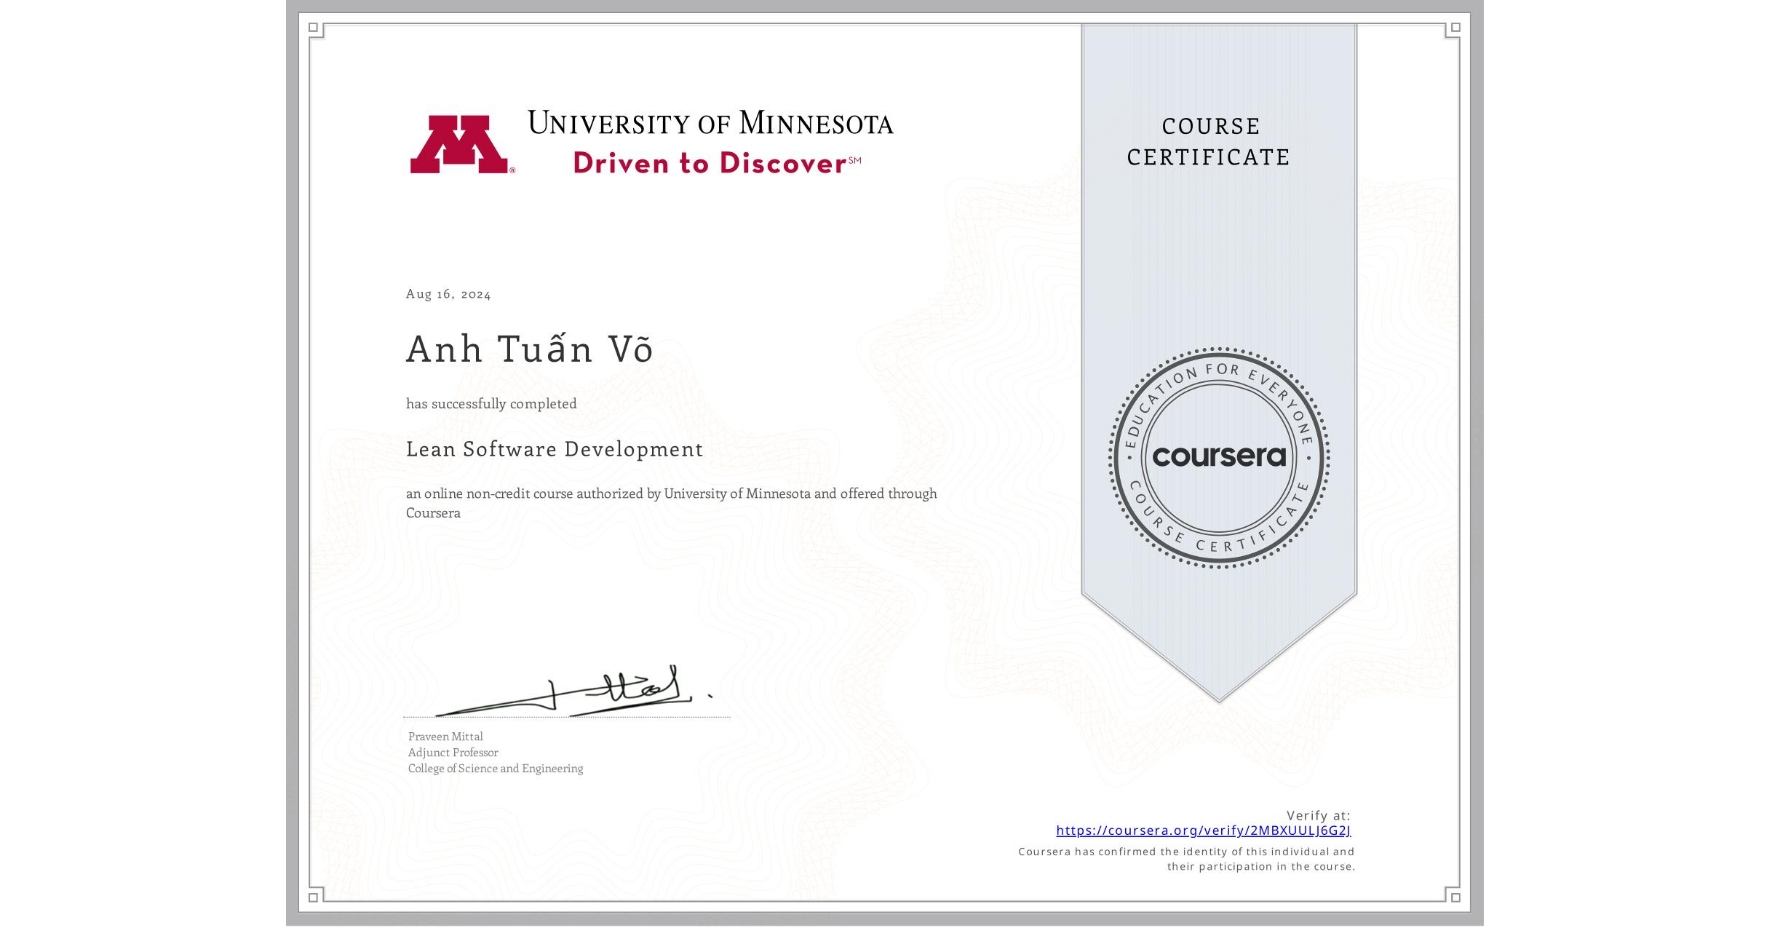 UNIVERSITY OF MINNESOTA
Driven to Discover℠
COURSE
CERTIFICATE
Aug 16, 2024
Anh Tuấn Võ
has successfully completed
Lean Software Development
an online non-credit course authorized by University of Minnesota and offered through
Coursera
EDUCATION FOR EVERYONE
coursera
COURSE CERTIFICATE
Praveen Mittal
Adjunct Professor
College of Science and Engineering
Verify at:
https://coursera.org/verify/2MBXUULJ6G2J
Coursera has confirmed the identity of this individual and
their participation in the course.